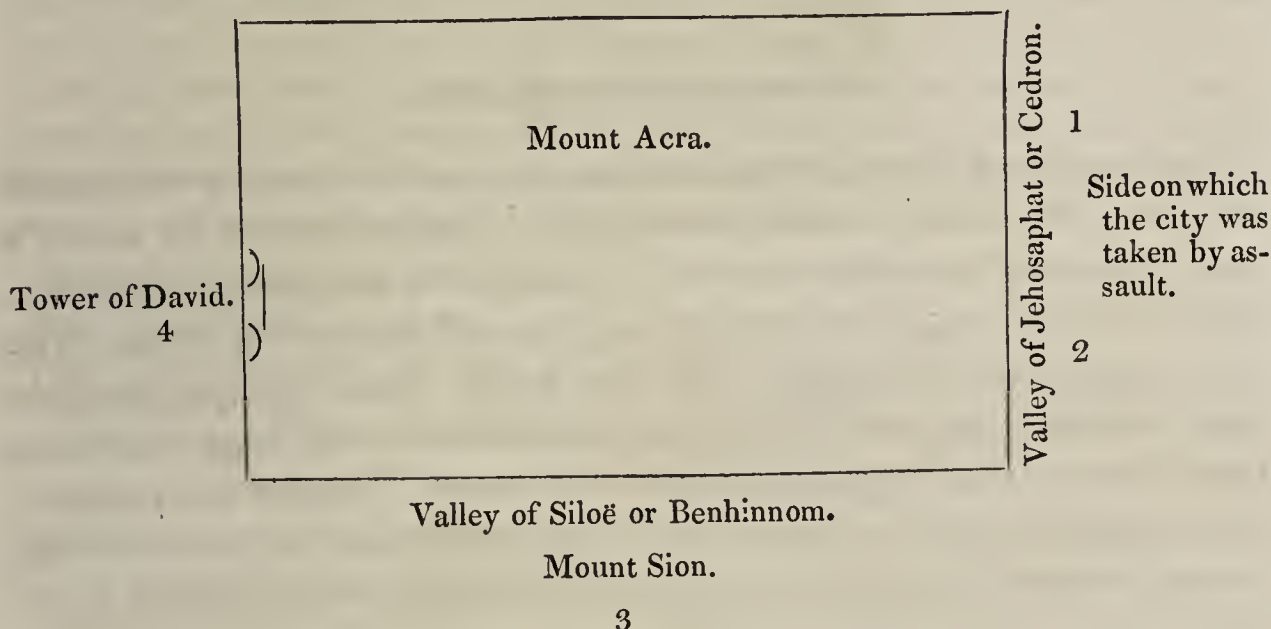 Mount Acra.
Valley of Jehosaphat or Cedron.
1
Side on which
the city was
taken by as-
sault.
2
Tower of David.
4
Valley of Siloë or Benhinnom.
Mount Sion.
3